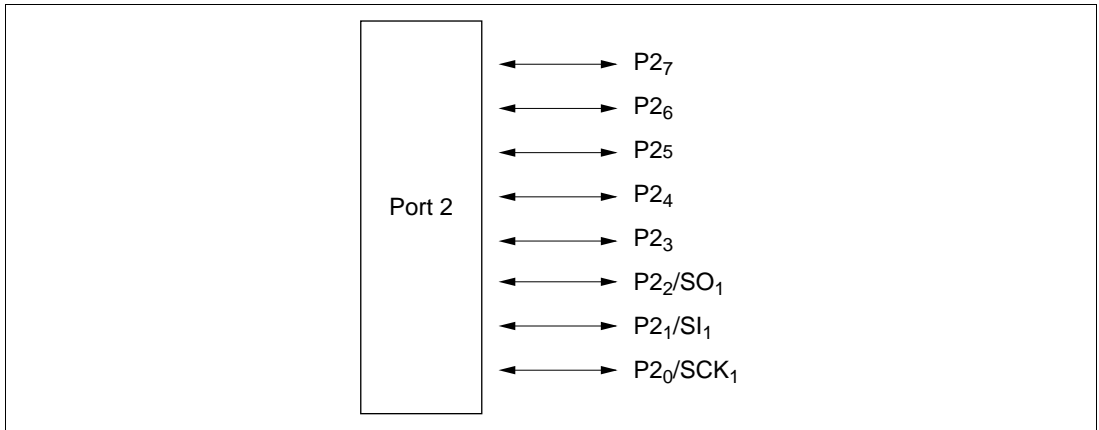 P2₇
P2₆
P25
P2₄
Port 2
P2₃
P2₂/SO₁
P2₁/SI₁
P2₀/SCK₁